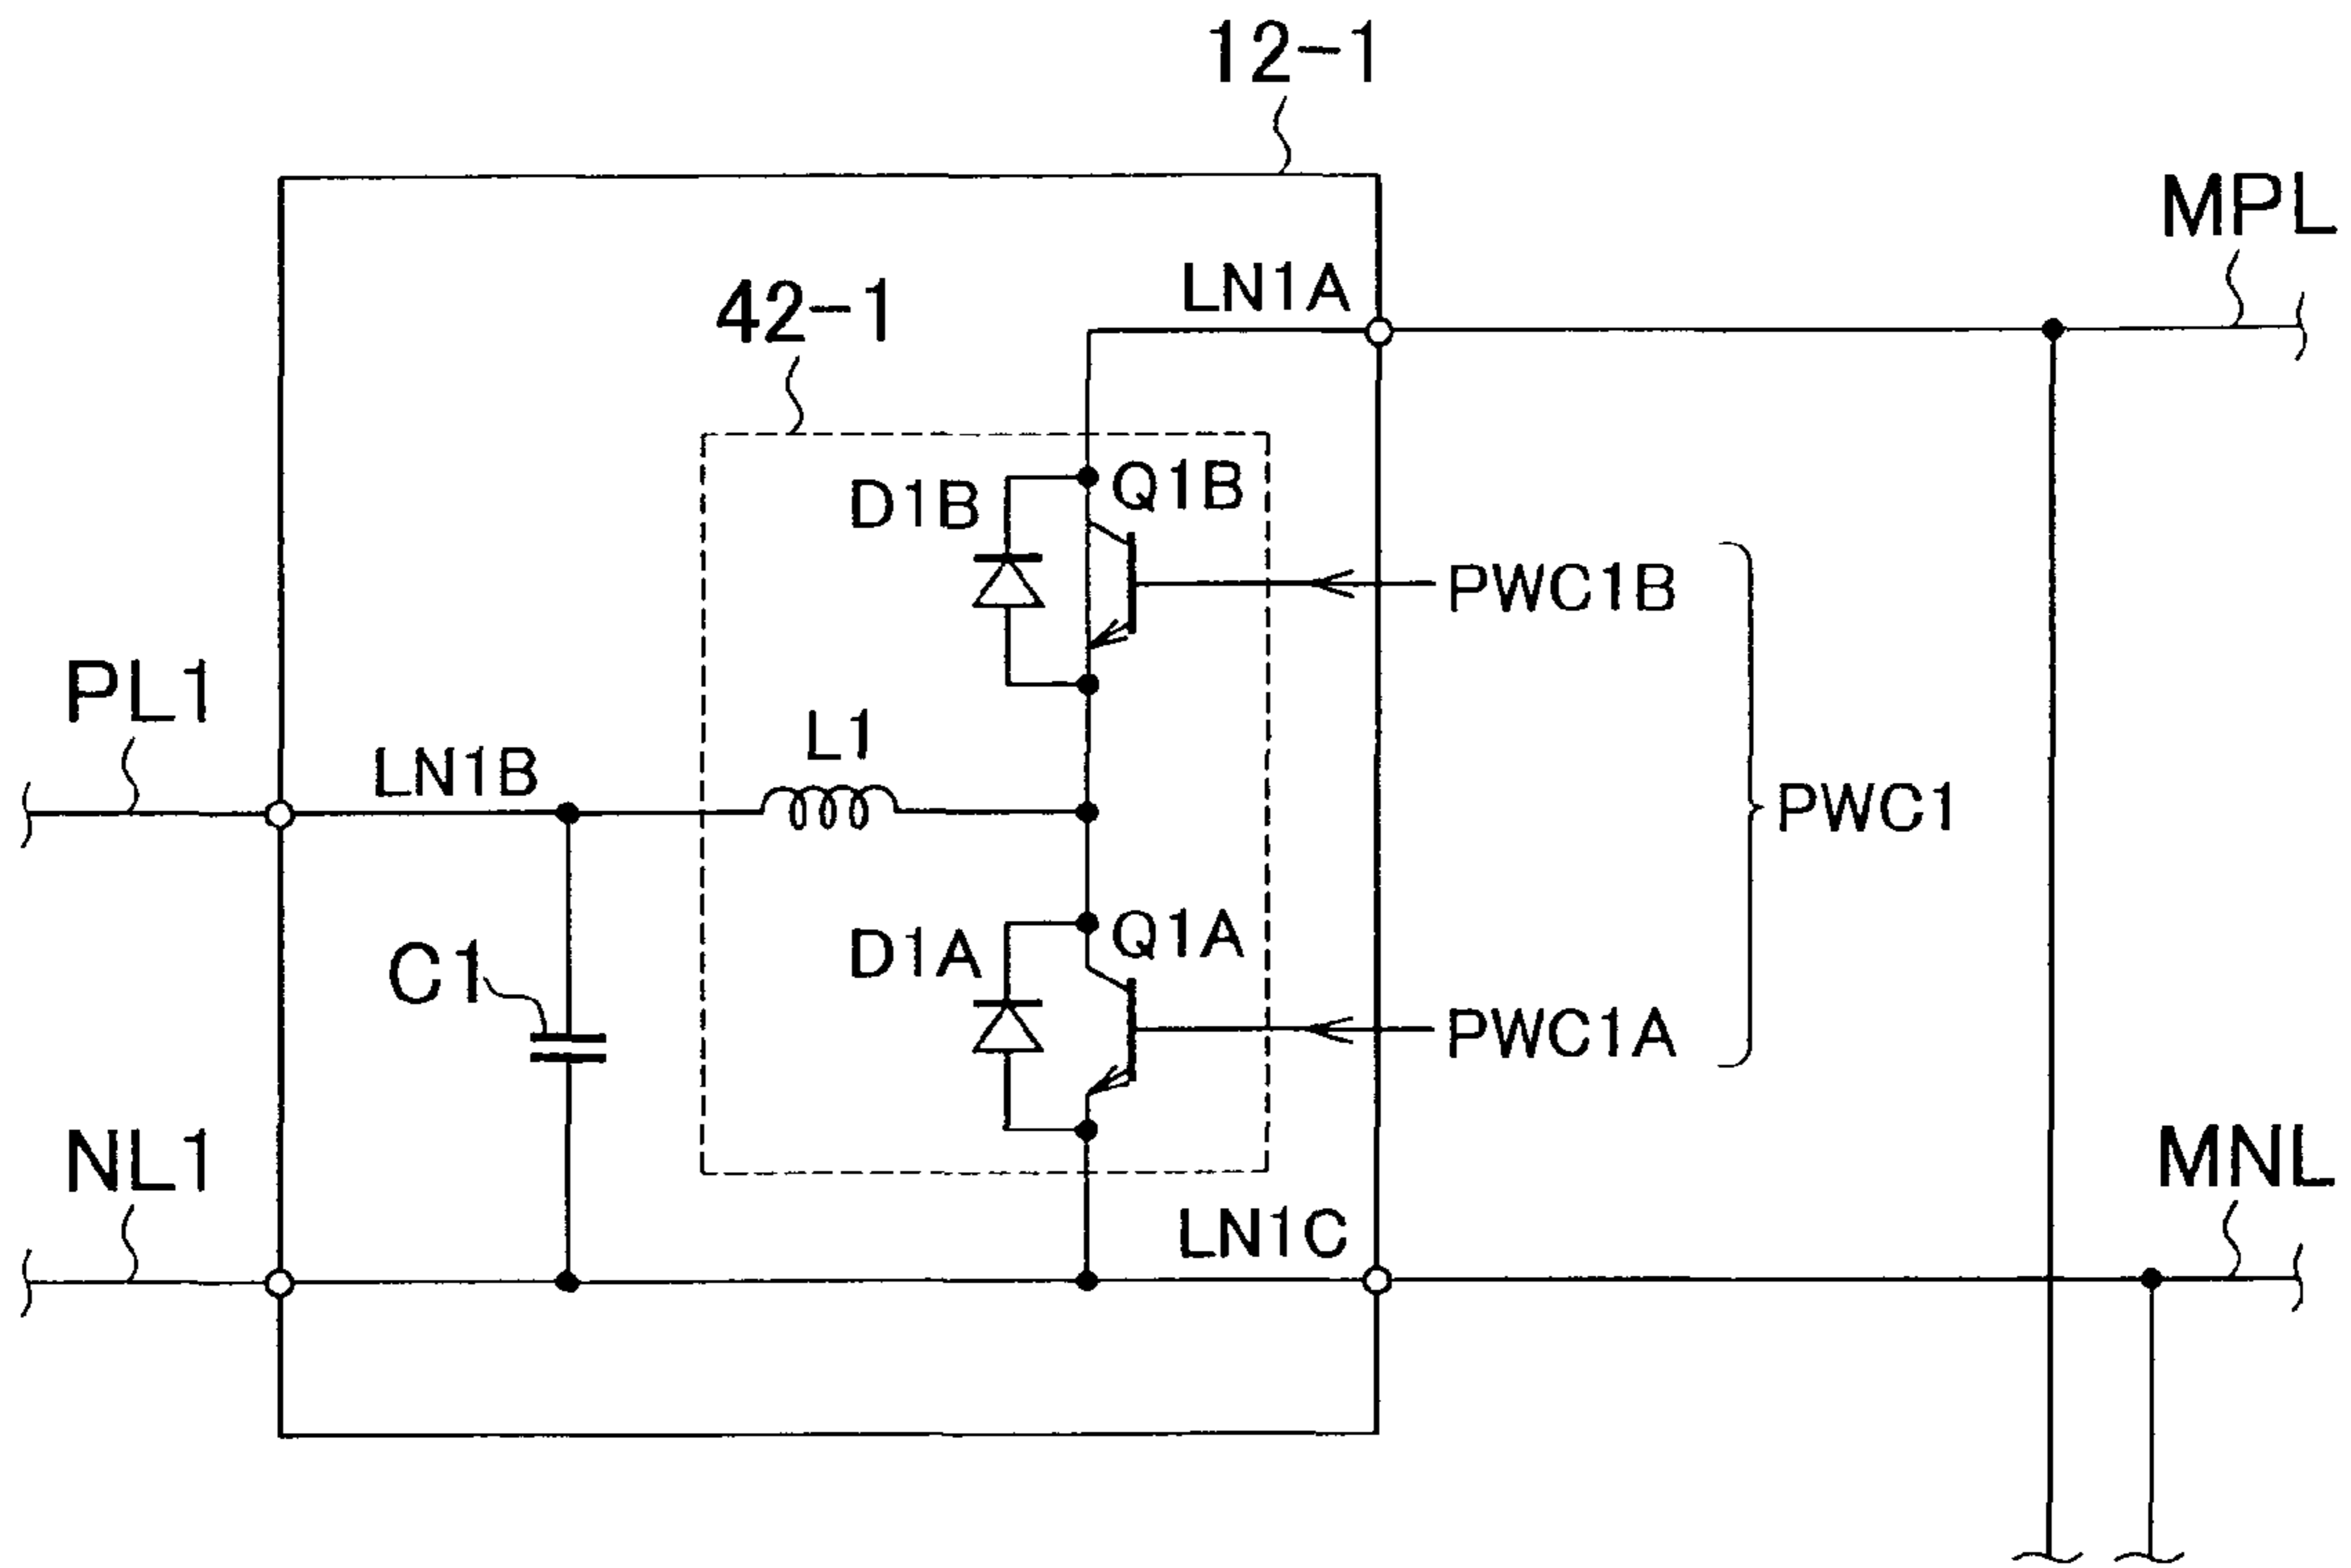 12-1
MPL
LN1A
42-1
Q1B
D1B
PWC1B
PL1
L1
LN1B
PWC1
Q1A
D1A
C1
PWC1A
NL1
MNL
LN1C